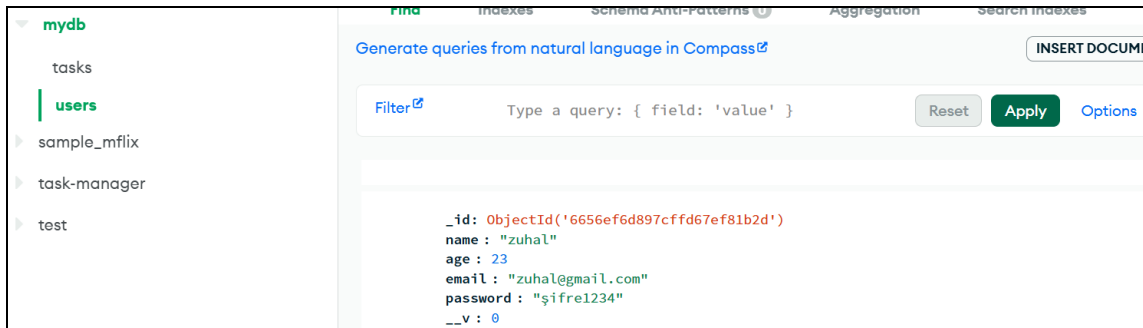 mydb
tasks
users
sample_mflix
task-manager
test
Find Indexes Schema Anti-Patterns 0 Aggregation Search Indexes
Generate queries from natural language in Compass
INSERT DOCUM
Filter
Type a query: { field: 'value' }
Reset
Apply
Options
_id: ObjectId('6656ef6d897cffd67ef81b2d')
name : "zuhal"
age : 23
email : "zuhal@gmail.com"
password : "şifre1234"
__v : 0